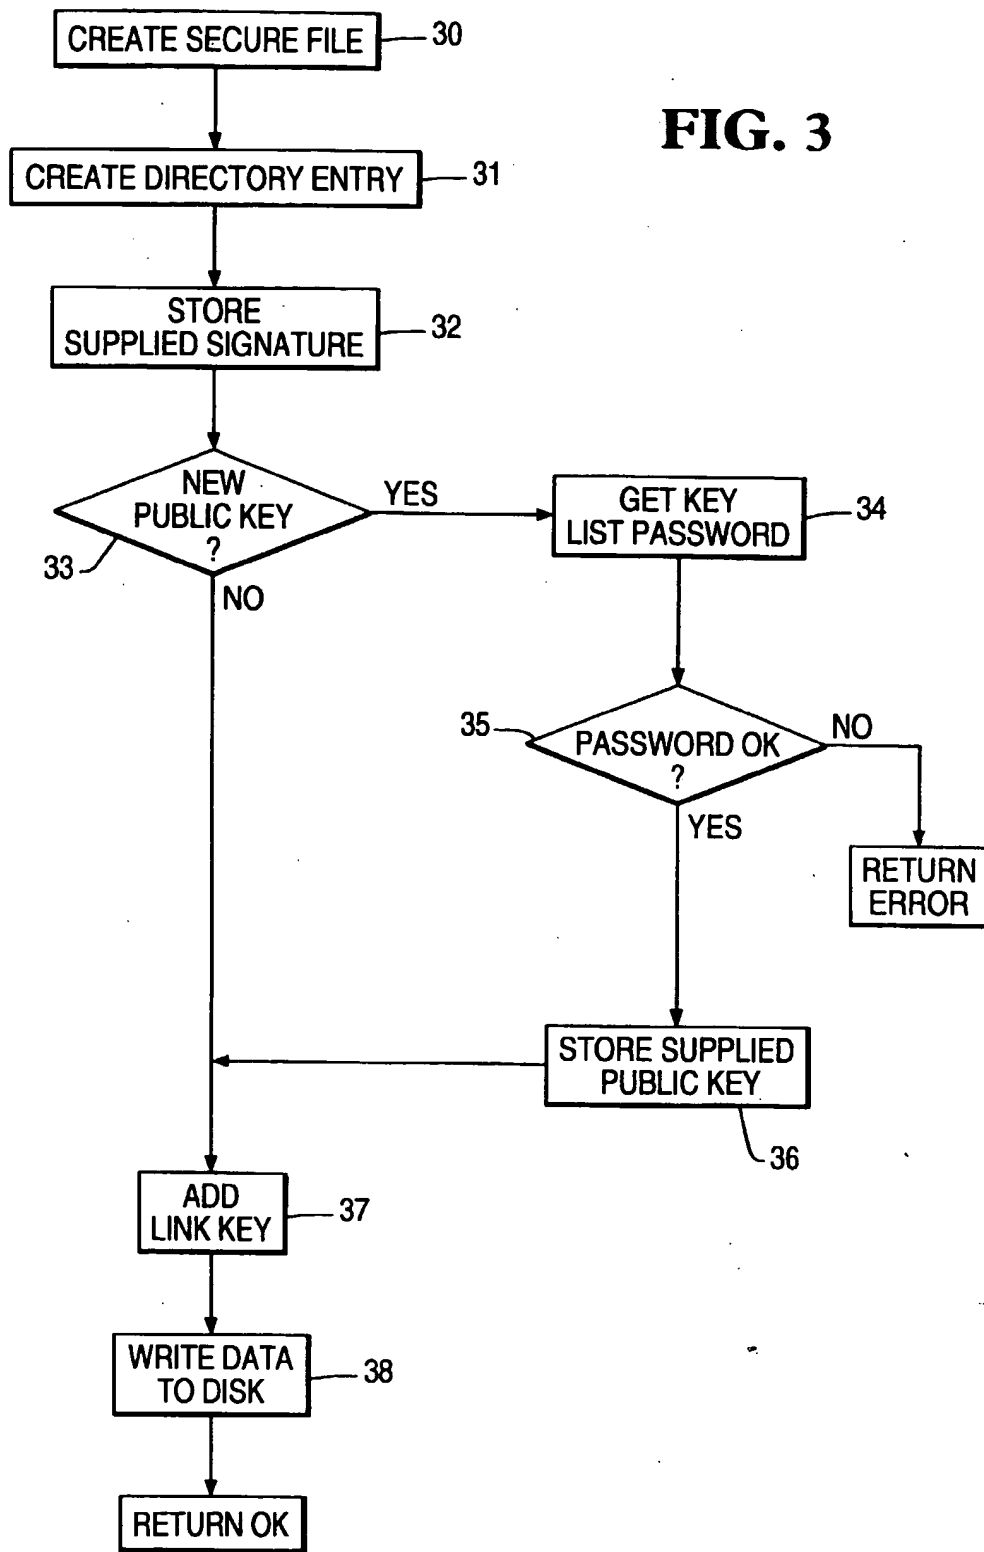 CREATE SECURE FILE
30
FIG. 3
CREATE DIRECTORY ENTRY
31
STORE
SUPPLIED SIGNATURE
32
NEW
PUBLIC KEY
?
33
YES
NO
GET KEY
LIST PASSWORD
34
35
PASSWORD OK
?
NO
YES
RETURN
ERROR
STORE SUPPLIED
PUBLIC KEY
36
ADD
LINK KEY
37
WRITE DATA
TO DISK
38
RETURN OK